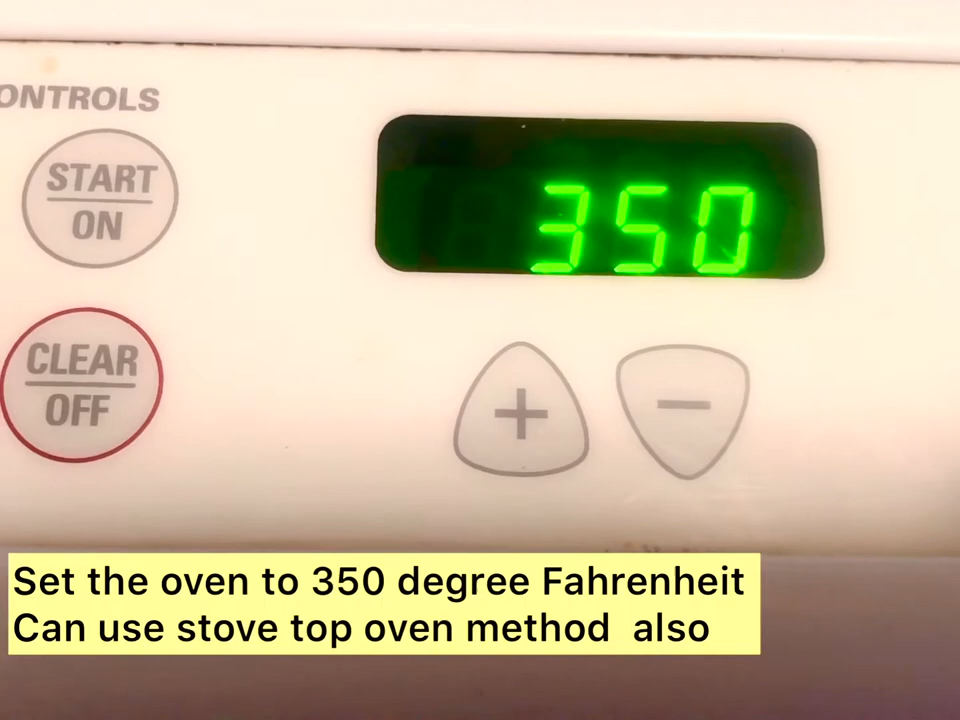 ONTROLS
START
ON
350
CLEAR
OFF
+
−
Set the oven to 350 degree Fahrenheit
Can use stove top oven method also